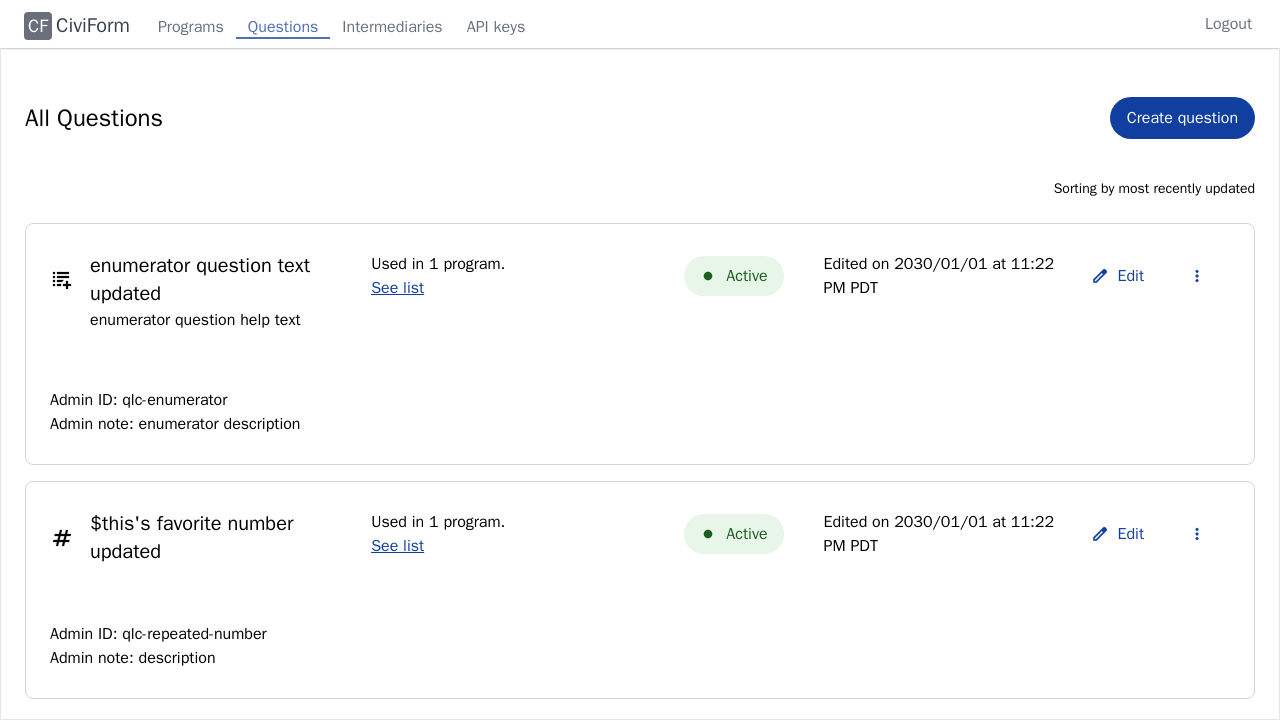 CF CiviForm Programs Questions Intermediaries API keys Logout
All Questions
Create question
Sorting by most recently updated
enumerator question text
updated
enumerator question help text
Used in 1 program.
See list
Active
Edited on 2030/01/01 at 11:22
PM PDT
Edit
Admin ID: qlc-enumerator
Admin note: enumerator description
$this's favorite number
updated
Used in 1 program.
See list
Active
Edited on 2030/01/01 at 11:22
PM PDT
Edit
Admin ID: qlc-repeated-number
Admin note: description